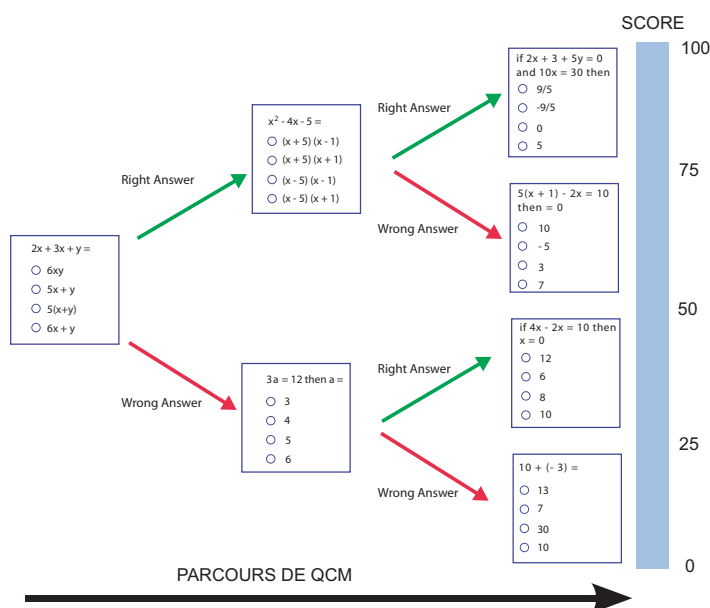 SCORE
100
75
50
25
0
2x + 3x + y =
6xy
5x + y
5(x+y)
6x + y
Right Answer
Wrong Answer
x² - 4x - 5 =
(x + 5) (x - 1)
(x + 5) (x + 1)
(x - 5) (x - 1)
(x - 5) (x + 1)
3a = 12 then a =
3
4
5
6
Right Answer
Wrong Answer
Right Answer
Wrong Answer
if 2x + 3 + 5y = 0
and 10x = 30 then
9/5
-9/5
0
5
5(x + 1) - 2x = 10
then = 0
10
- 5
3
7
if 4x - 2x = 10 then
x = 0
12
6
8
10
10 + (- 3) =
13
7
30
10
PARCOURS DE QCM